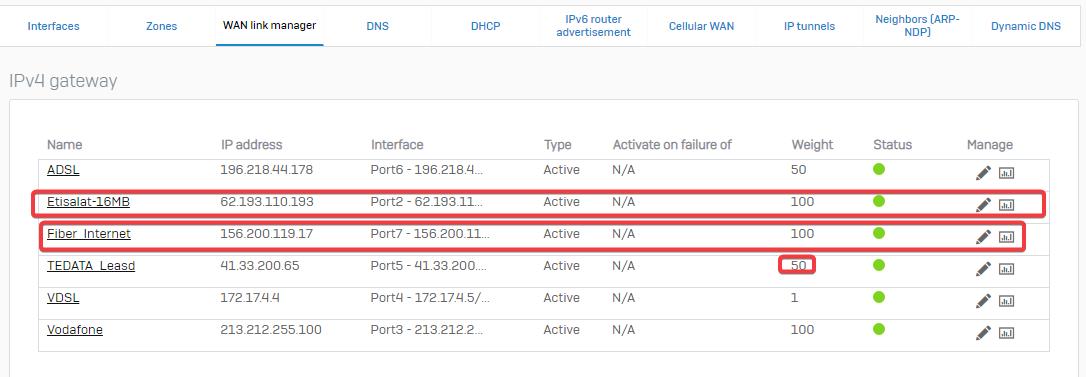 Interfaces Zones WAN link manager DNS DHCP IPv6 router advertisement Cellular WAN IP tunnels Neighbors (ARP-NDP) Dynamic DNS
IPv4 gateway
Name IP address Interface Type Activate on failure of Weight Status Manage
ADSL 196.218.44.178 Port6 - 196.218.4... Active N/A 50
Etisalat-16MB 62.193.110.193 Port2 - 62.193.11... Active N/A 100
Fiber_Internet 156.200.119.17 Port7 - 156.200.11... Active N/A 100
TEDATA_Leasd 41.33.200.65 Port5 - 41.33.200.... Active N/A 50
VDSL 172.17.4.4 Port4 - 172.17.4.5/... Active N/A 1
Vodafone 213.212.255.100 Port3 - 213.212.2... Active N/A 100